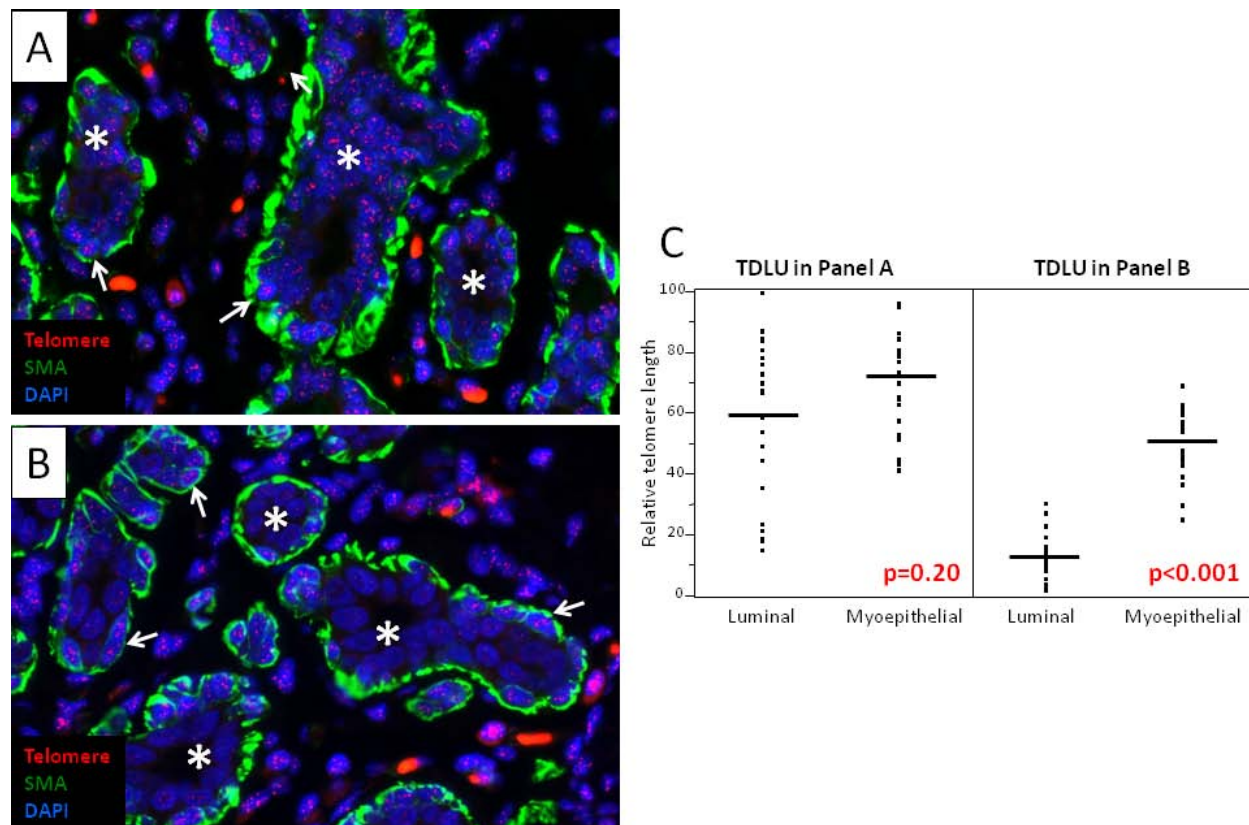 A
*
*
*
Telomere
SMA
DAPI
B
*
*
*
Telomere
SMA
DAPI
C
TDLU in Panel A
TDLU in Panel B
Relative telomere length
100
80
60
40
20
0
p=0.20
p<0.001
Luminal
Myoepithelial
Luminal
Myoepithelial